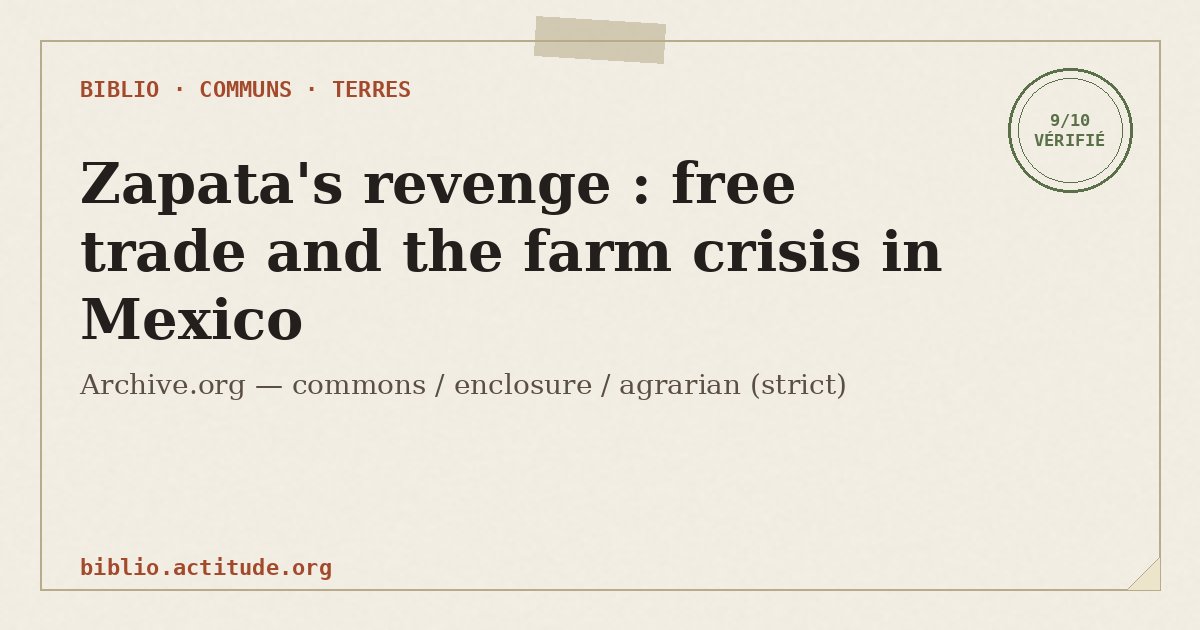 BIBLIO · COMMUNS · TERRES
9/10
VÉRIFIÉ
Zapata's revenge : free
trade and the farm crisis in
Mexico
Archive.org — commons / enclosure / agrarian (strict)
biblio.actitude.org